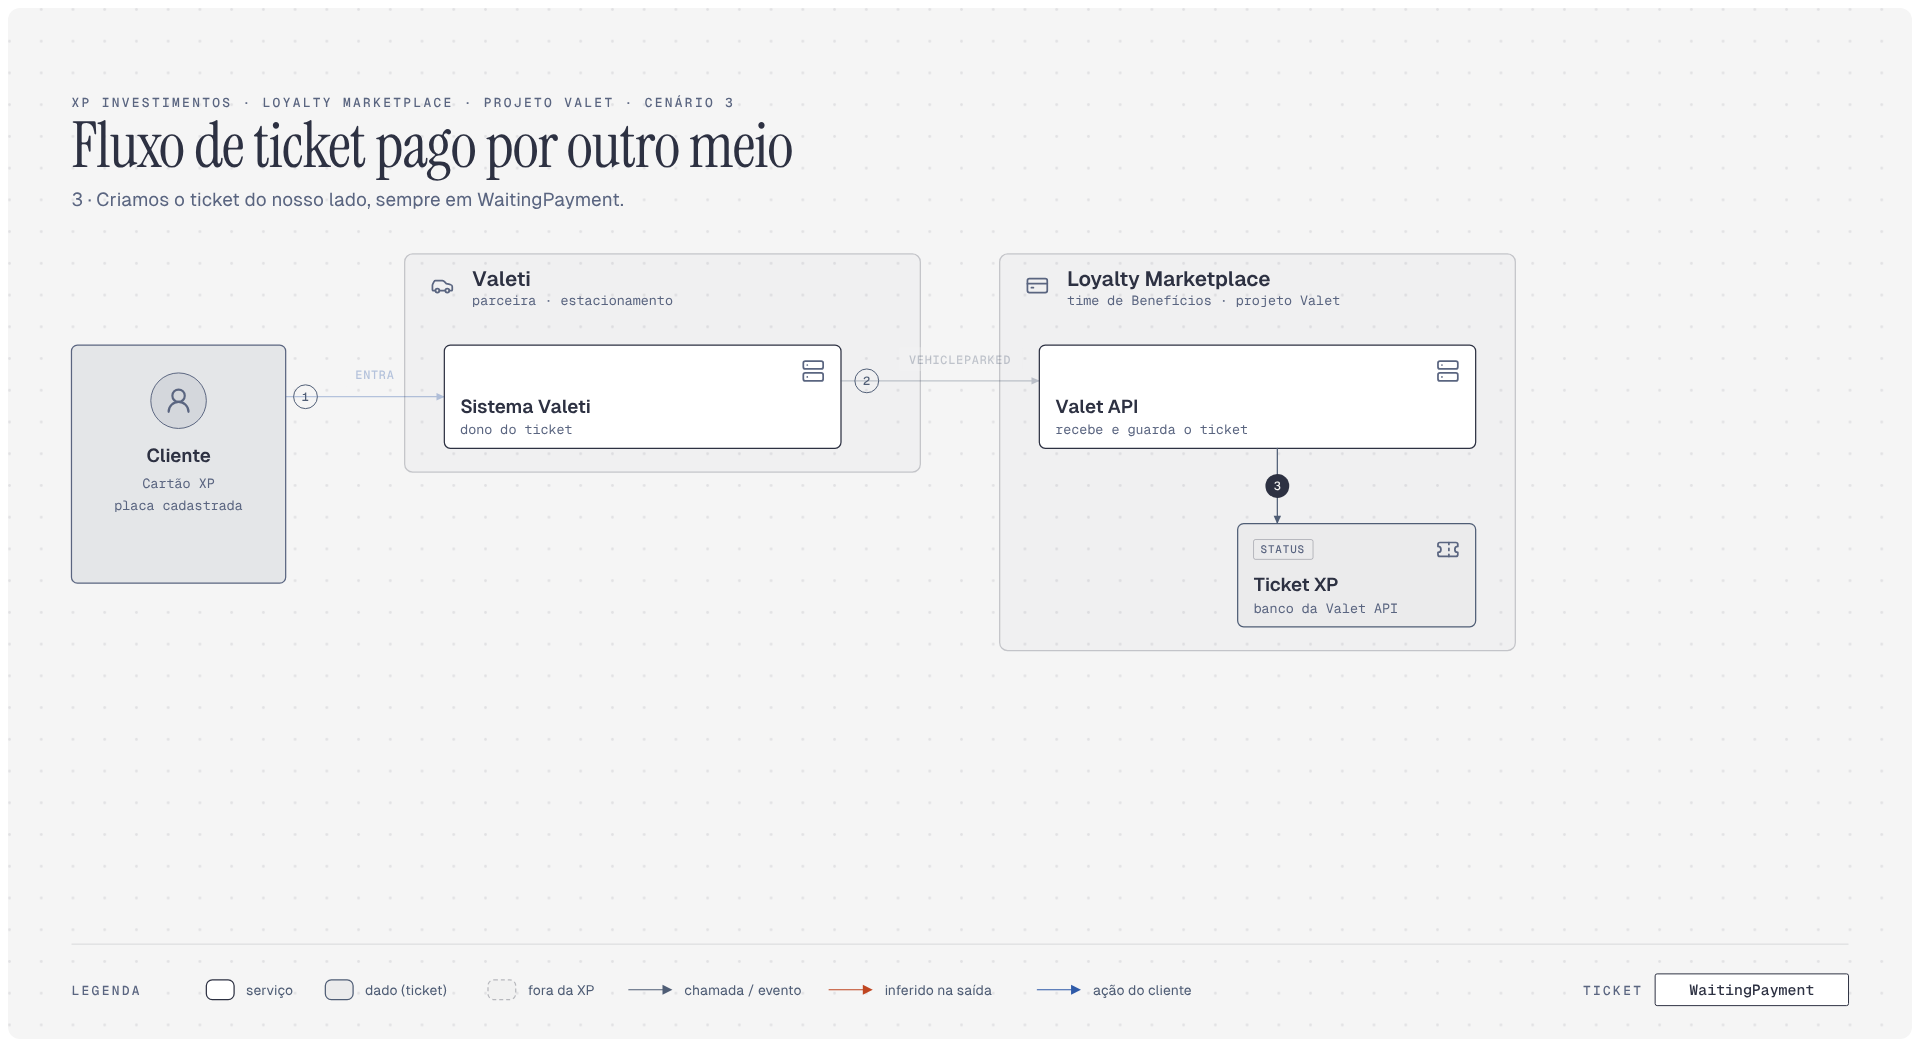 XP INVESTIMENTOS · LOYALTY MARKETPLACE · PROJETO VALET · CENÁRIO 3
Fluxo de ticket pago por outro meio
3 · Criamos o ticket do nosso lado, sempre em WaitingPayment.
Cliente
Cartão XP
placa cadastrada
1
ENTRA
Valeti
parceira · estacionamento
Sistema Valeti
dono do ticket
2
VEHICLEPARKED
Loyalty Marketplace
time de Benefícios · projeto Valet
Valet API
recebe e guarda o ticket
3
STATUS
Ticket XP
banco da Valet API
LEGENDA
serviço
dado (ticket)
fora da XP
chamada / evento
inferido na saída
ação do cliente
TICKET
WaitingPayment